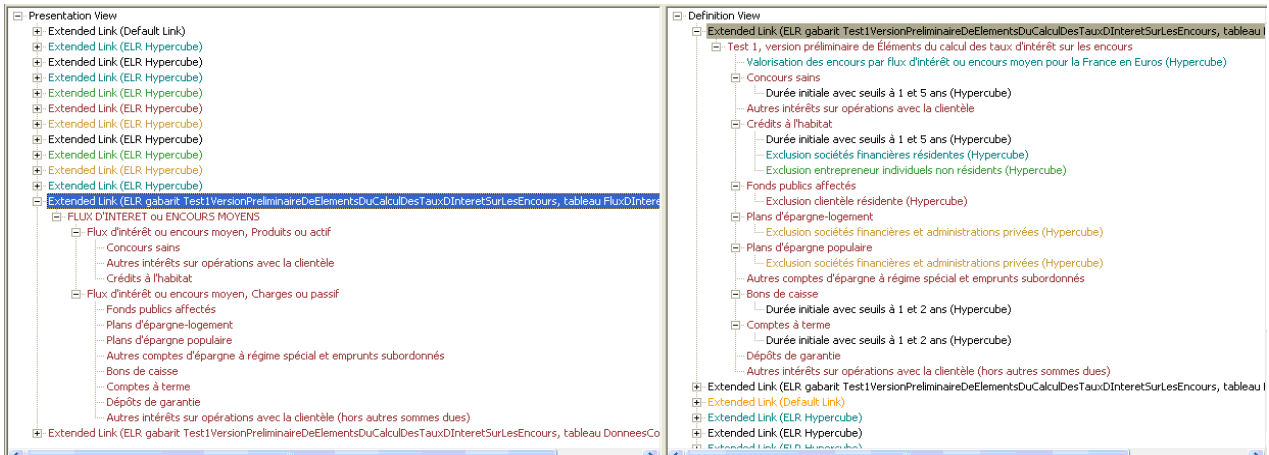 Presentation View
Extended Link (Default Link)
Extended Link (ELR Hypercube)
Extended Link (ELR Hypercube)
Extended Link (ELR Hypercube)
Extended Link (ELR Hypercube)
Extended Link (ELR Hypercube)
Extended Link (ELR Hypercube)
Extended Link (ELR Hypercube)
Extended Link (ELR Hypercube)
Extended Link (ELR Hypercube)
Extended Link (ELR Hypercube)
Extended Link (ELR gabarit Test1VersionPreliminaireDeElementsDuCalculDesTauxDInteretSurLesEncours, tableau FluxDIntere
FLUX D'INTERET ou ENCOURS MOYENS
Flux d'intérêt ou encours moyen, Produits ou actif
Concours sains
Autres intérêts sur opérations avec la clientèle
Crédits à l'habitat
Flux d'intérêt ou encours moyen, Charges ou passif
Fonds publics affectés
Plans d'épargne-logement
Plans d'épargne populaire
Autres comptes d'épargne à régime spécial et emprunts subordonnés
Bons de caisse
Comptes à terme
Dépôts de garantie
Autres intérêts sur opérations avec la clientèle (hors autres sommes dues)
Extended Link (ELR gabarit Test1VersionPreliminaireDeElementsDuCalculDesTauxDInteretSurLesEncours, tableau DonneesCo
Definition View
Extended Link (ELR gabarit Test1VersionPreliminaireDeElementsDuCalculDesTauxDInteretSurLesEncours, tableau
Test 1, version préliminaire de Éléments du calcul des taux d'intérêt sur les encours
Valorisation des encours par flux d'intérêt ou encours moyen pour la France en Euros (Hypercube)
Concours sains
Durée initiale avec seuils à 1 et 5 ans (Hypercube)
Autres intérêts sur opérations avec la clientèle
Crédits à l'habitat
Durée initiale avec seuils à 1 et 5 ans (Hypercube)
Exclusion sociétés financières résidentes (Hypercube)
Exclusion entrepreneur individuels non résidents (Hypercube)
Fonds publics affectés
Exclusion clientèle résidente (Hypercube)
Plans d'épargne-logement
Exclusion sociétés financières et administrations privées (Hypercube)
Plans d'épargne populaire
Exclusion sociétés financières et administrations privées (Hypercube)
Autres comptes d'épargne à régime spécial et emprunts subordonnés
Bons de caisse
Durée initiale avec seuils à 1 et 2 ans (Hypercube)
Comptes à terme
Durée initiale avec seuils à 1 et 2 ans (Hypercube)
Dépôts de garantie
Autres intérêts sur opérations avec la clientèle (hors autres sommes dues)
Extended Link (ELR gabarit Test1VersionPreliminaireDeElementsDuCalculDesTauxDInteretSurLesEncours, tableau
Extended Link (Default Link)
Extended Link (ELR Hypercube)
Extended Link (ELR Hypercube)
Extended Link (ELR Hypercube)